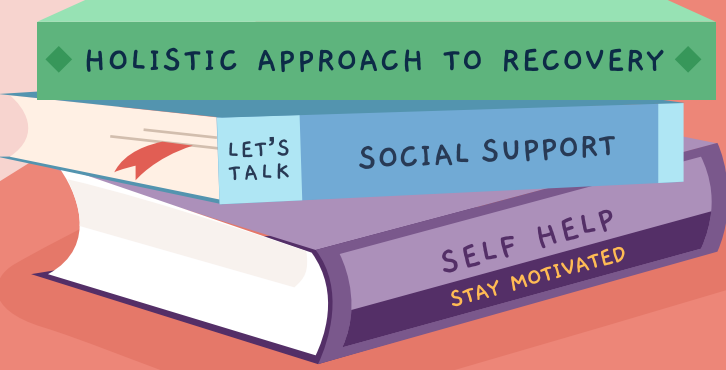 HOLISTIC APPROACH TO RECOVERY
LET'S
TALK
SOCIAL SUPPORT
SELF HELP
STAY MOTIVATED